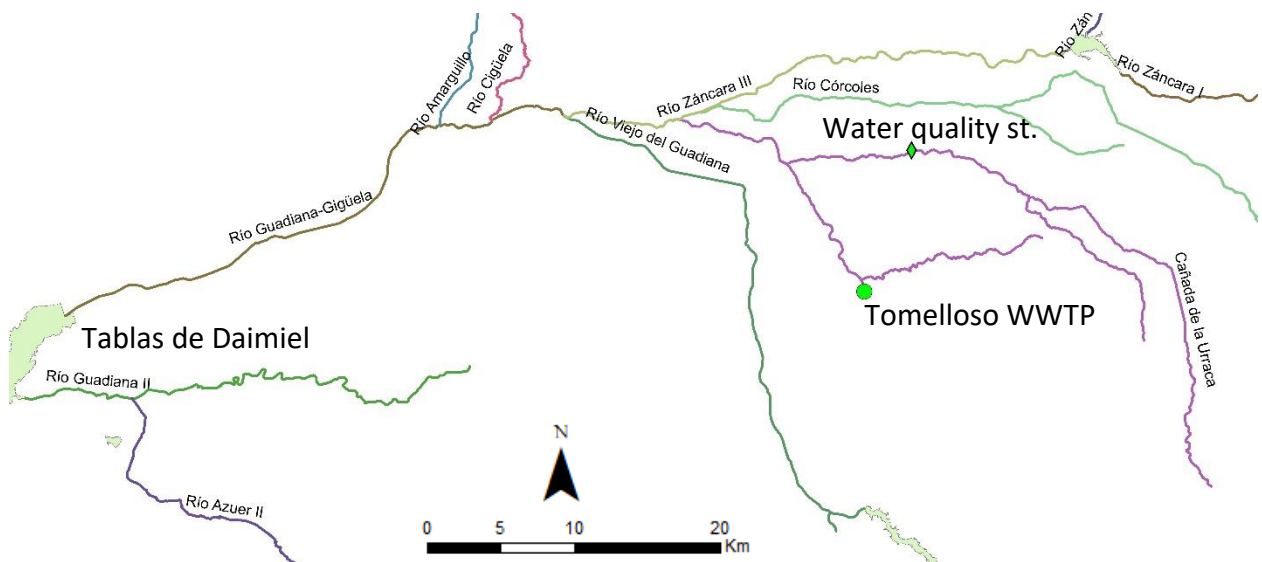 Río Amarguillo
Río Cigüela
Río Záncara III
Río Zán
Río Záncara I
Río Córcoles
Río Viejo del Guadiana
Water quality st.
Río Guadiana-Gigüela
Cañada de la Urraca
Tomelloso WWTP
Tablas de Daimiel
Río Guadiana II
Río Azuer II
N
0 5 10 20
Km